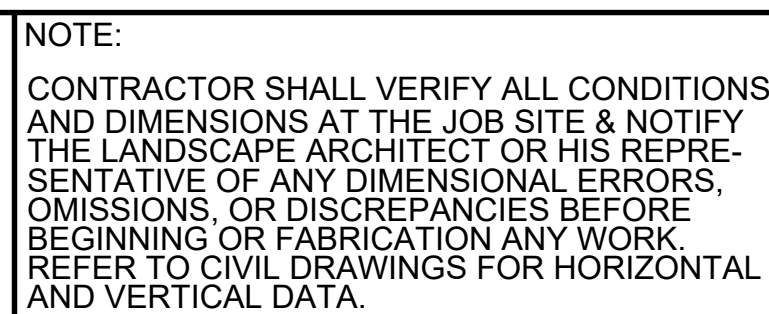 NOTE:
CONTRACTOR SHALL VERIFY ALL CONDITIONS
AND DIMENSIONS AT THE JOB SITE & NOTIFY
THE LANDSCAPE ARCHITECT OR HIS REPRE-
SENTATIVE OF ANY DIMENSIONAL ERRORS,
OMISSIONS, OR DISCREPANCIES BEFORE
BEGINNING OR FABRICATION ANY WORK.
REFER TO CIVIL DRAWINGS FOR HORIZONTAL
AND VERTICAL DATA.